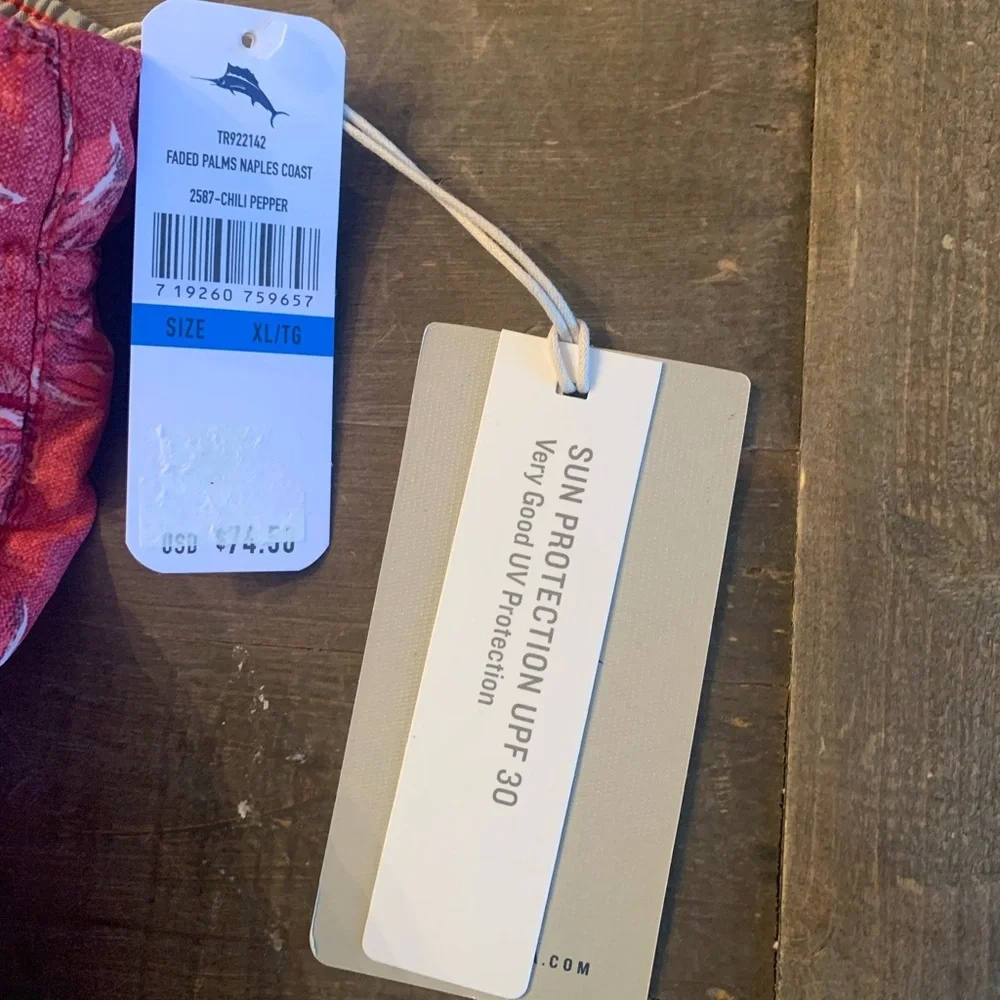 TR922142
FADED PALMS NAPLES COAST
2587-CHILI PEPPER
7 19260 759657
SIZE XL/TG
USD $74.50
SUN PROTECTION UPF 30
Very Good UV Protection
.COM